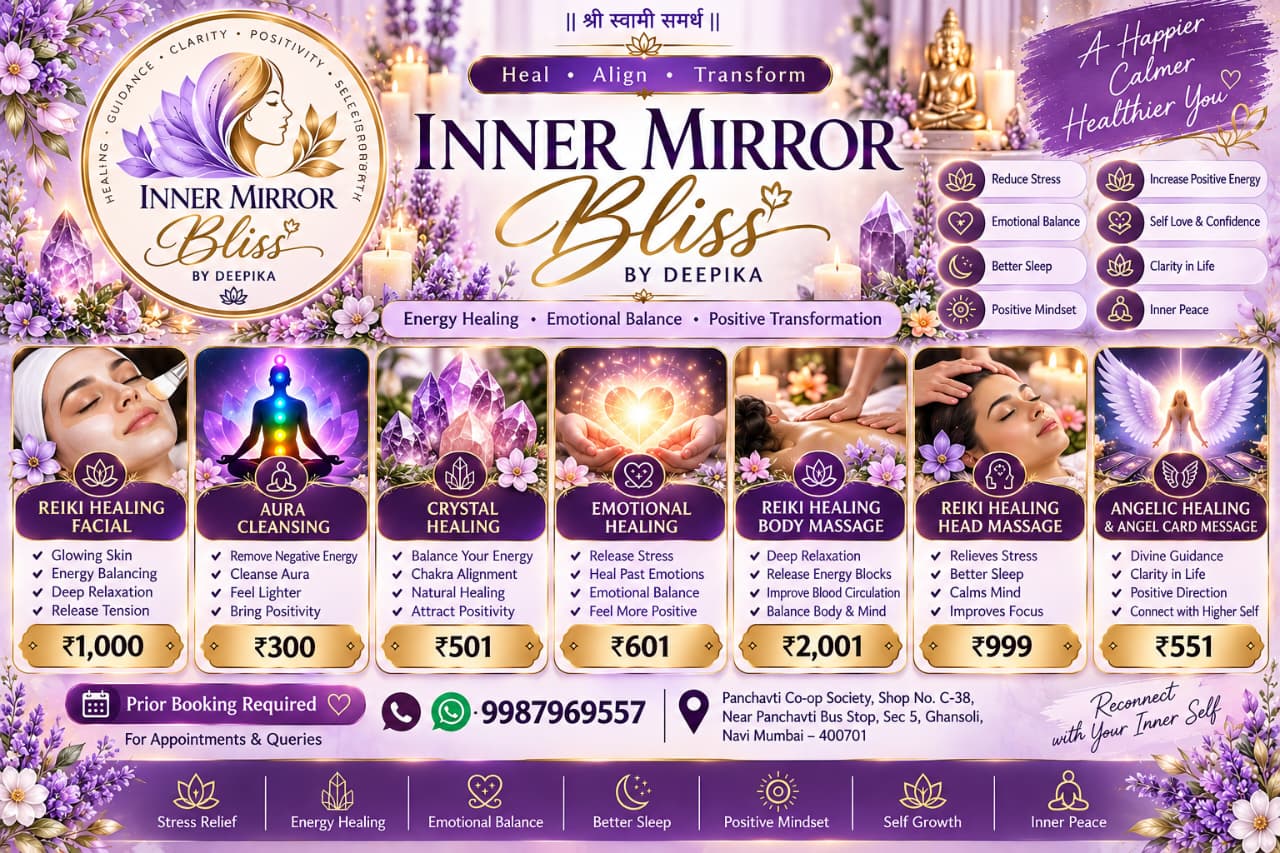 || श्री स्वामी समर्थ ||
Heal • Align • Transform
INNER MIRROR
Bliss
BY DEEPIKA
Energy Healing • Emotional Balance • Positive Transformation
HEALING • GUIDANCE • CLARITY • POSITIVITY •
INNER MIRROR
Bliss
BY DEEPIKA
A Happier
Calmer
Healthier You
Reduce Stress
Increase Positive Energy
Emotional Balance
Self Love & Confidence
Better Sleep
Clarity in Life
Positive Mindset
Inner Peace
REIKI HEALING
FACIAL
✓ Glowing Skin
✓ Energy Balancing
✓ Deep Relaxation
✓ Release Tension
₹1,000
AURA
CLEANSING
✓ Remove Negative Energy
✓ Cleanse Aura
✓ Feel Lighter
✓ Bring Positivity
₹300
CRYSTAL
HEALING
✓ Balance Your Energy
✓ Chakra Alignment
✓ Natural Healing
✓ Attract Positivity
₹501
EMOTIONAL
HEALING
✓ Release Stress
✓ Heal Past Emotions
✓ Emotional Balance
✓ Feel More Positive
₹601
REIKI HEALING
BODY MASSAGE
✓ Deep Relaxation
✓ Release Energy Blocks
✓ Improve Blood Circulation
✓ Balance Body & Mind
₹2,001
REIKI HEALING
HEAD MASSAGE
✓ Relieves Stress
✓ Better Sleep
✓ Calms Mind
✓ Improves Focus
₹999
ANGELIC HEALING
& ANGEL CARD MESSAGE
✓ Divine Guidance
✓ Clarity in Life
✓ Positive Direction
✓ Connect with Higher Self
₹551
Prior Booking Required
For Appointments & Queries
9987969557
Panchavti Co-op Society, Shop No. C-38,
Near Panchavti Bus Stop, Sec 5, Ghansoli,
Navi Mumbai – 400701
Reconnect
with Your Inner Self
Stress Relief
Energy Healing
Emotional Balance
Better Sleep
Positive Mindset
Self Growth
Inner Peace